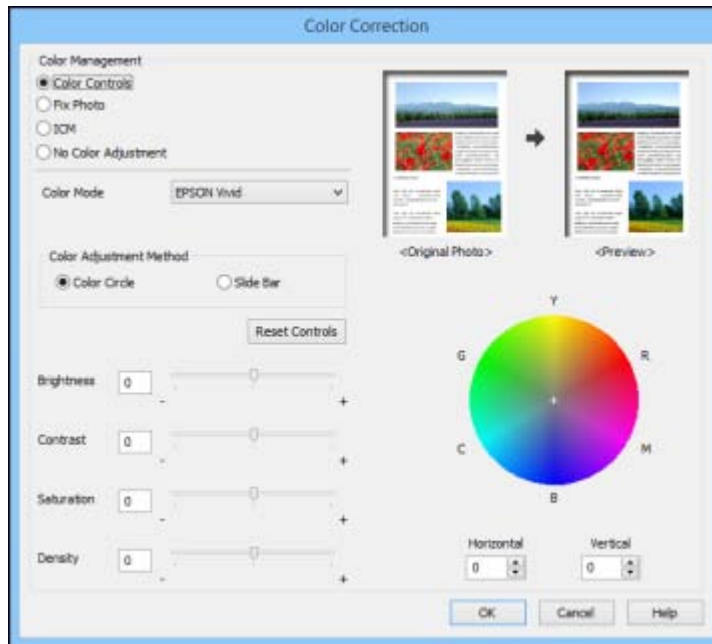 Color Correction
Color Management
Color Controls
Fix Photo
ICM
No Color Adjustment
Color Mode
EPSON Vivid
Color Adjustment Method
Color Circle
Slide Bar
Reset Controls
Brightness 0 - +
Contrast 0 - +
Saturation 0 - +
Density 0 - +
<Original Photo>
<Preview>
Y
G R
C M
B
Horizontal Vertical
0 0
OK Cancel Help